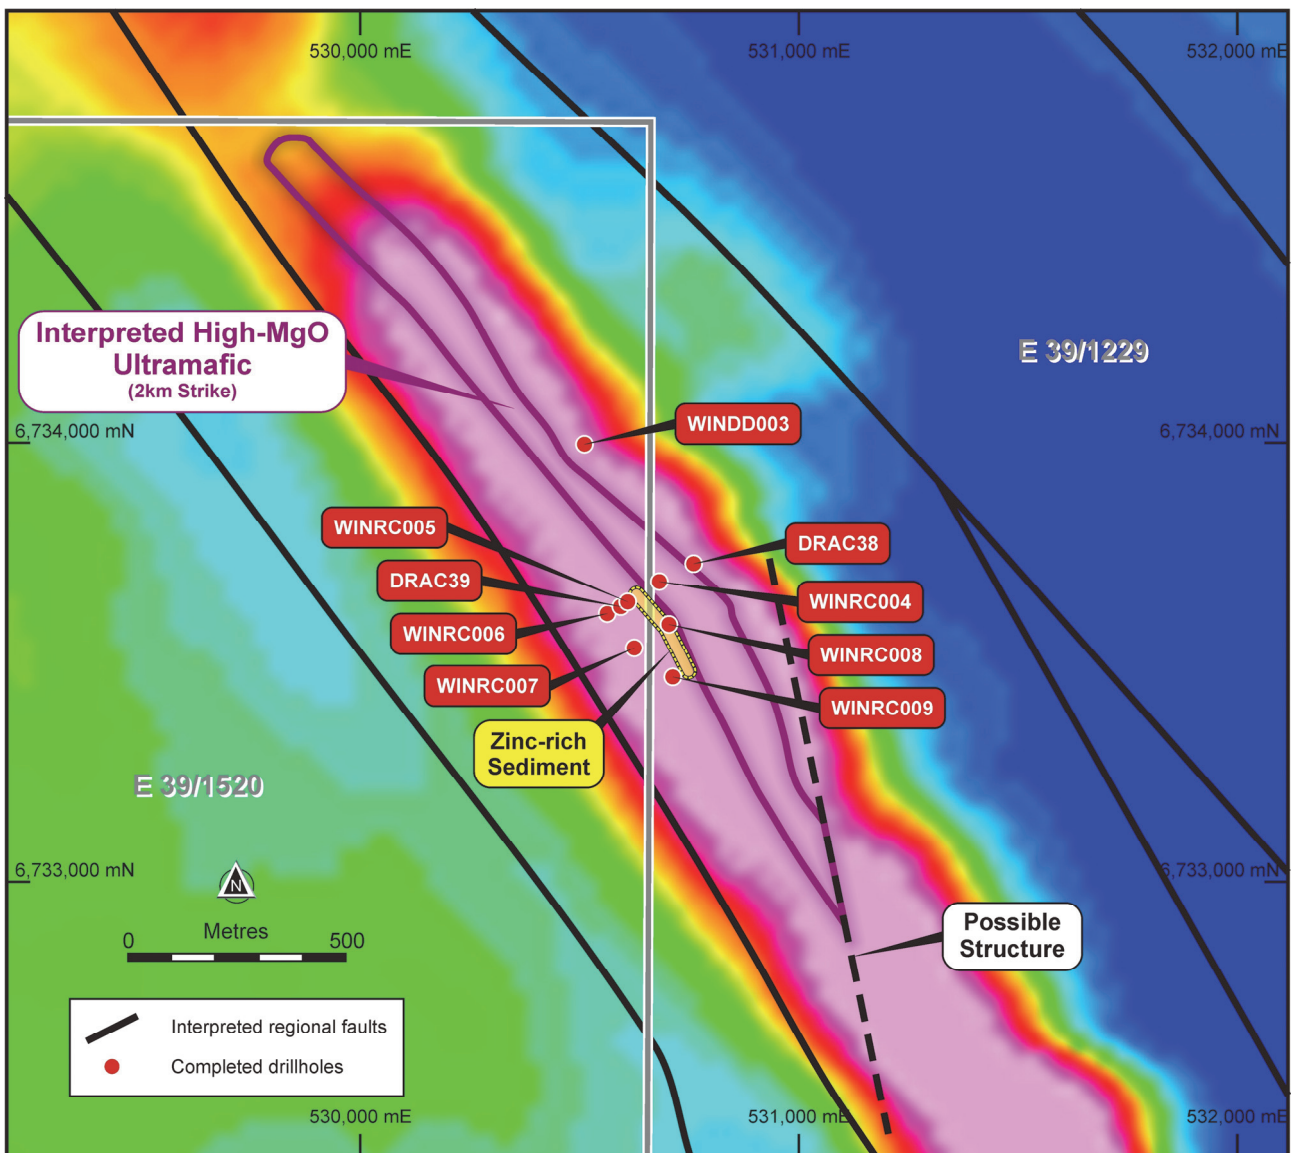 530,000 mE
531,000 mE
532,000 mE
Interpreted High-MgO
Ultramafic
(2km Strike)
E 39/1229
WINDD003
6,734,000 mN
6,734,000 mN
WINRC005
DRAC38
DRAC39
WINRC004
WINRC006
WINRC008
WINRC007
WINRC009
Zinc-rich
Sediment
E 39/1520
6,733,000 mN
6,733,000 mN
N
Metres
0
500
Possible
Structure
Interpreted regional faults
Completed drillholes
530,000 mE
531,000 mE
532,000 mE